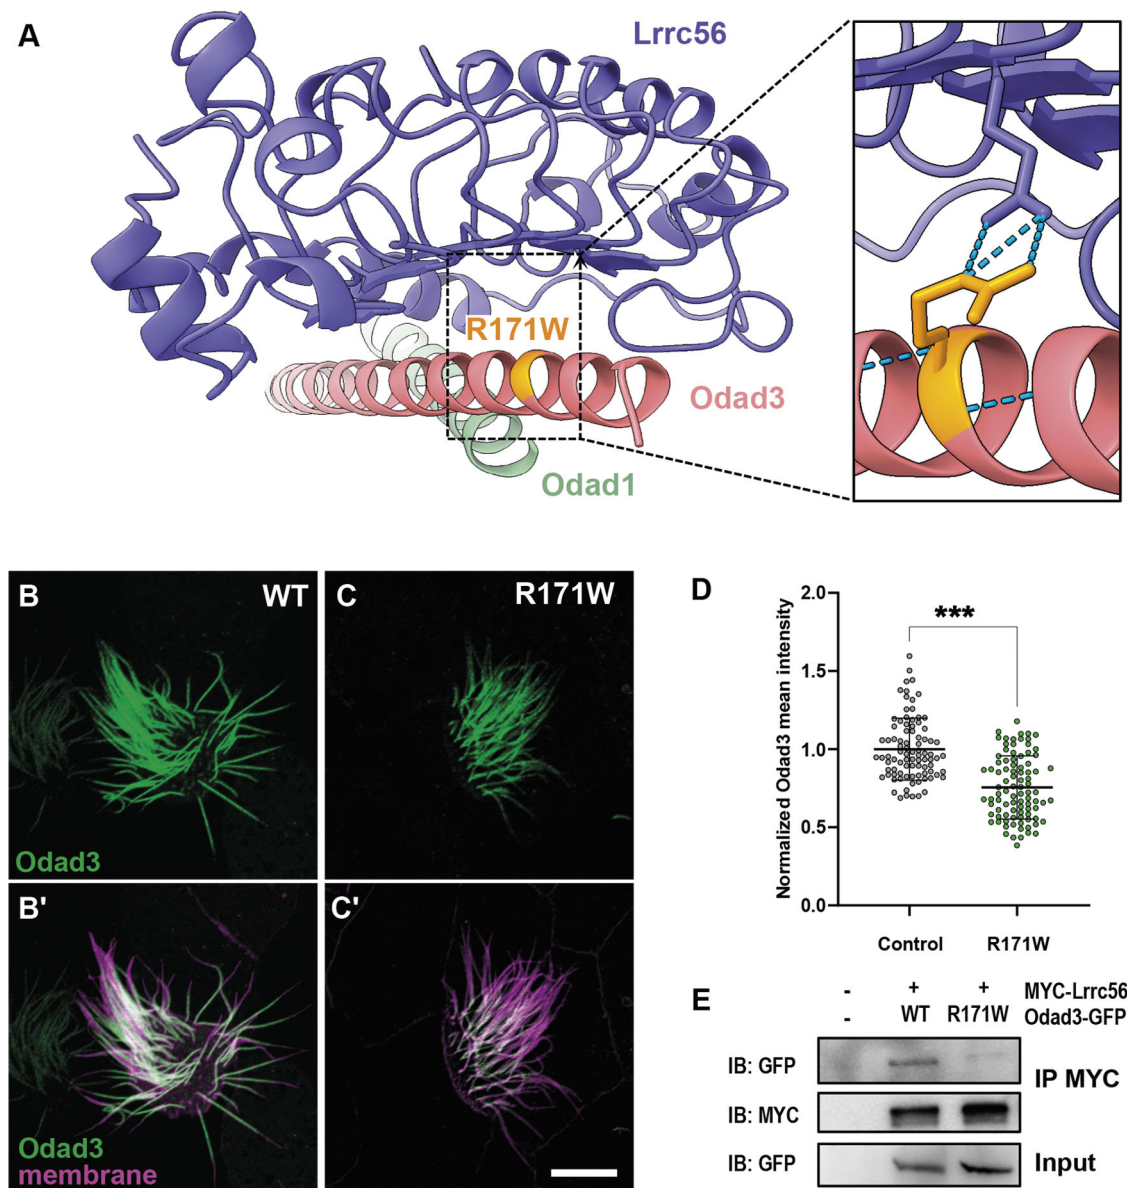 A
Lrrc56
R171W
Odad3
Odad1
B
WT
C
R171W
Odad3
B'
C'
Odad3
membrane
D
Normalized Odad3 mean intensity
2.0
1.5
1.0
0.5
0.0
***
Control
R171W
E
- + + MYC-Lrrc56
- WT R171W Odad3-GFP
IB: GFP
IP MYC
IB: MYC
IB: GFP
Input